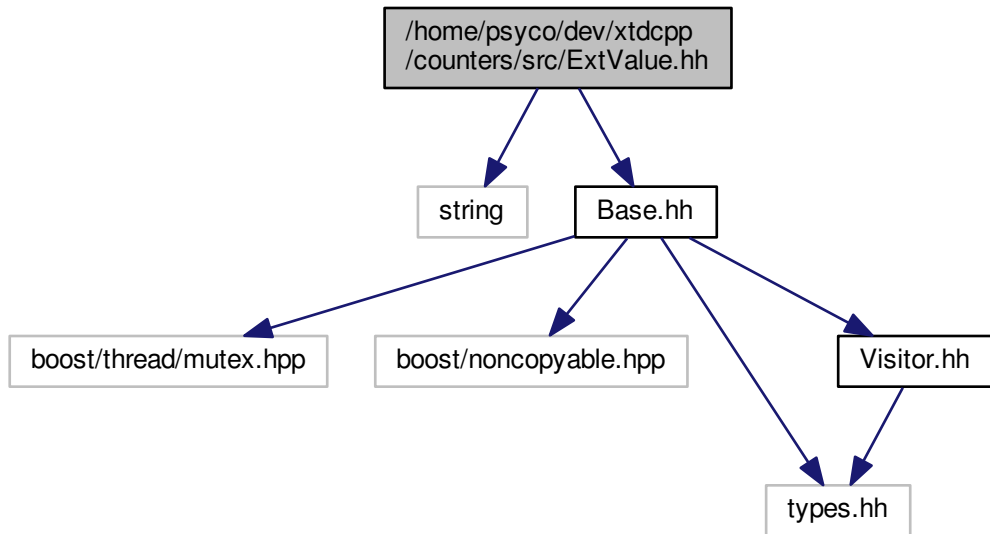 /home/psyco/dev/xtdcpp
/counters/src/ExtValue.hh
string
Base.hh
boost/thread/mutex.hpp
boost/noncopyable.hpp
Visitor.hh
types.hh